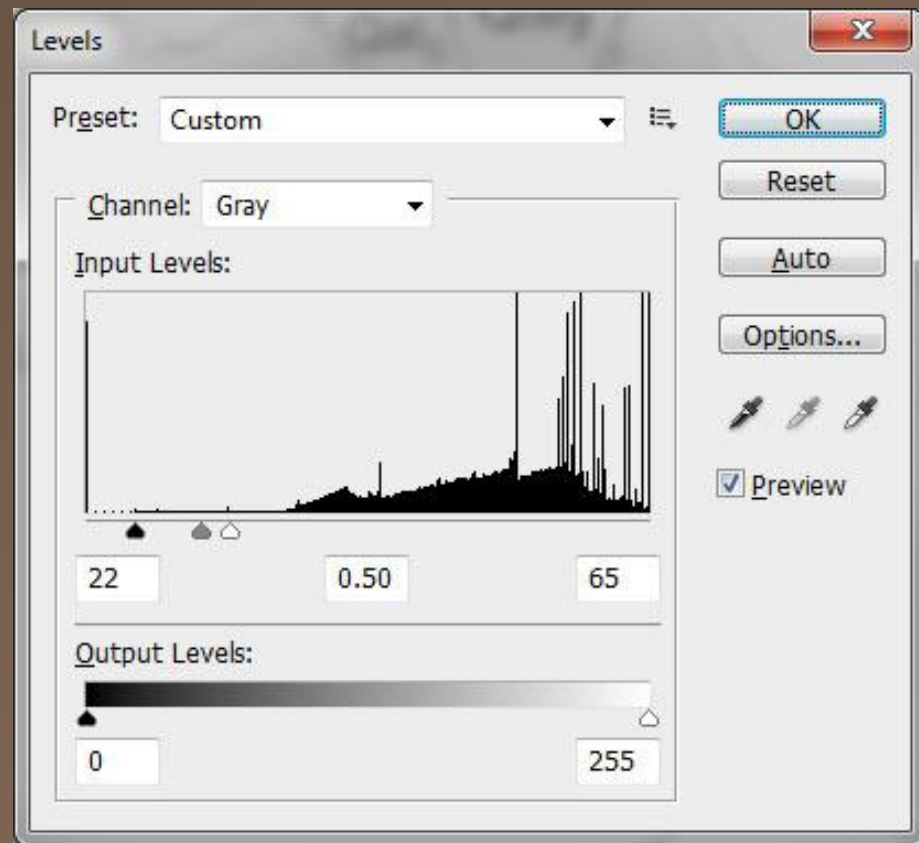 Levels
Preset: Custom
OK
Reset
Channel: Gray
Auto
Input Levels:
Options...
Preview
22 0.50 65
Output Levels:
0 255